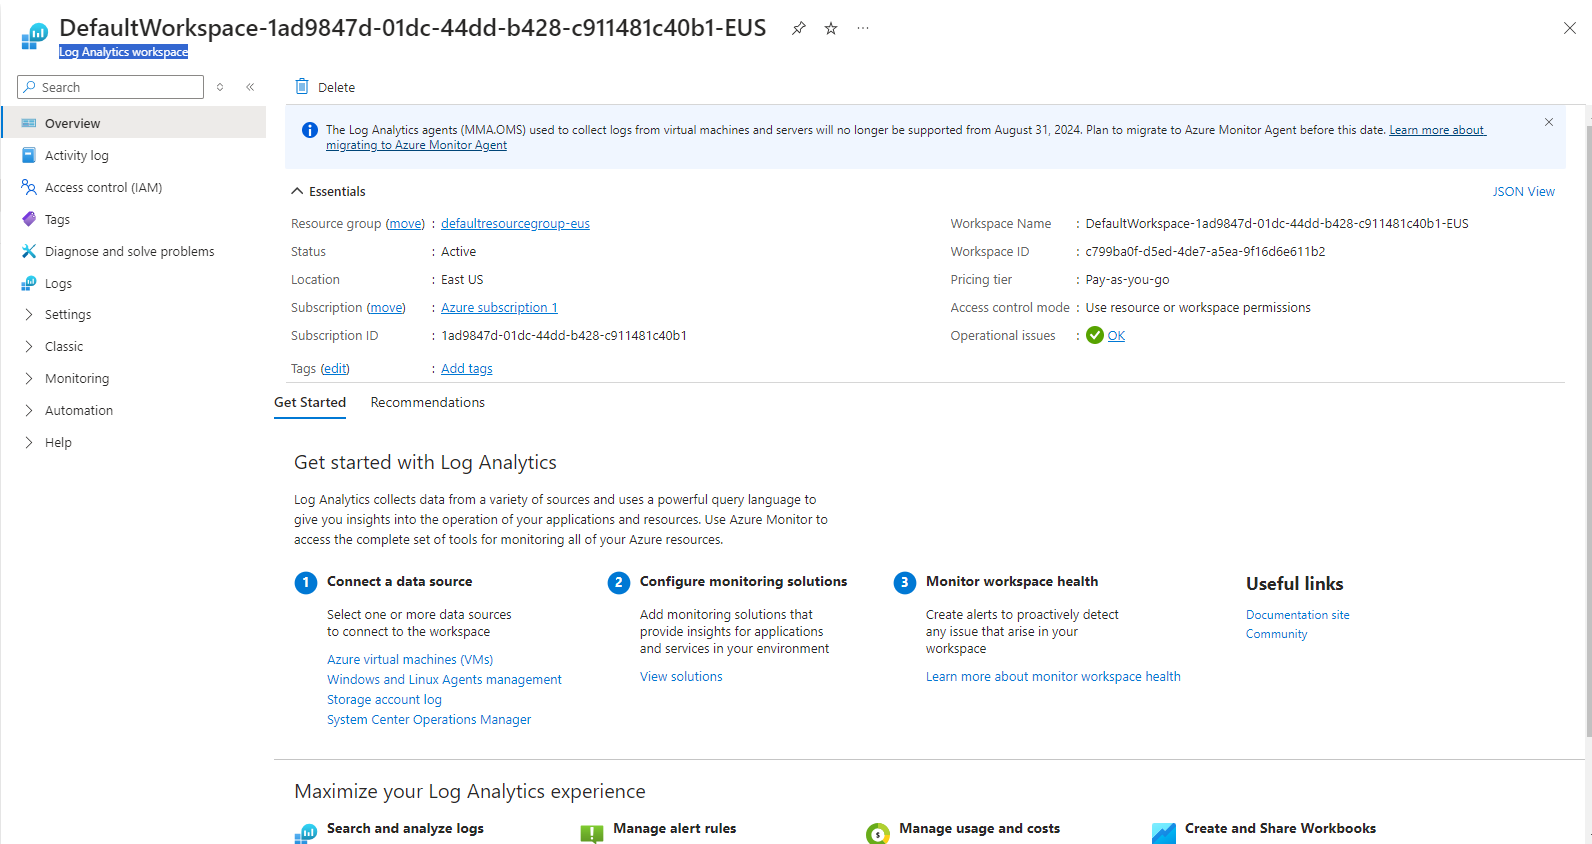 DefaultWorkspace-1ad9847d-01dc-44dd-b428-c911481c40b1-EUS
Log Analytics workspace
Search
Overview
Activity log
Access control (IAM)
Tags
Diagnose and solve problems
Logs
Settings
Classic
Monitoring
Automation
Help
Delete
The Log Analytics agents (MMA.OMS) used to collect logs from virtual machines and servers will no longer be supported from August 31, 2024. Plan to migrate to Azure Monitor Agent before this date. Learn more about
migrating to Azure Monitor Agent
Essentials
JSON View
Resource group (move) : defaultresourcegroup-eus
Status : Active
Location : East US
Subscription (move) : Azure subscription 1
Subscription ID : 1ad9847d-01dc-44dd-b428-c911481c40b1
Tags (edit) : Add tags
Workspace Name : DefaultWorkspace-1ad9847d-01dc-44dd-b428-c911481c40b1-EUS
Workspace ID : c799ba0f-d5ed-4de7-a5ea-9f16d6e611b2
Pricing tier : Pay-as-you-go
Access control mode : Use resource or workspace permissions
Operational issues : OK
Get Started Recommendations
Get started with Log Analytics
Log Analytics collects data from a variety of sources and uses a powerful query language to
give you insights into the operation of your applications and resources. Use Azure Monitor to
access the complete set of tools for monitoring all of your Azure resources.
1 Connect a data source
Select one or more data sources
to connect to the workspace
Azure virtual machines (VMs)
Windows and Linux Agents management
Storage account log
System Center Operations Manager
2 Configure monitoring solutions
Add monitoring solutions that
provide insights for applications
and services in your environment
View solutions
3 Monitor workspace health
Create alerts to proactively detect
any issue that arise in your
workspace
Learn more about monitor workspace health
Useful links
Documentation site
Community
Maximize your Log Analytics experience
Search and analyze logs
Manage alert rules
Manage usage and costs
Create and Share Workbooks